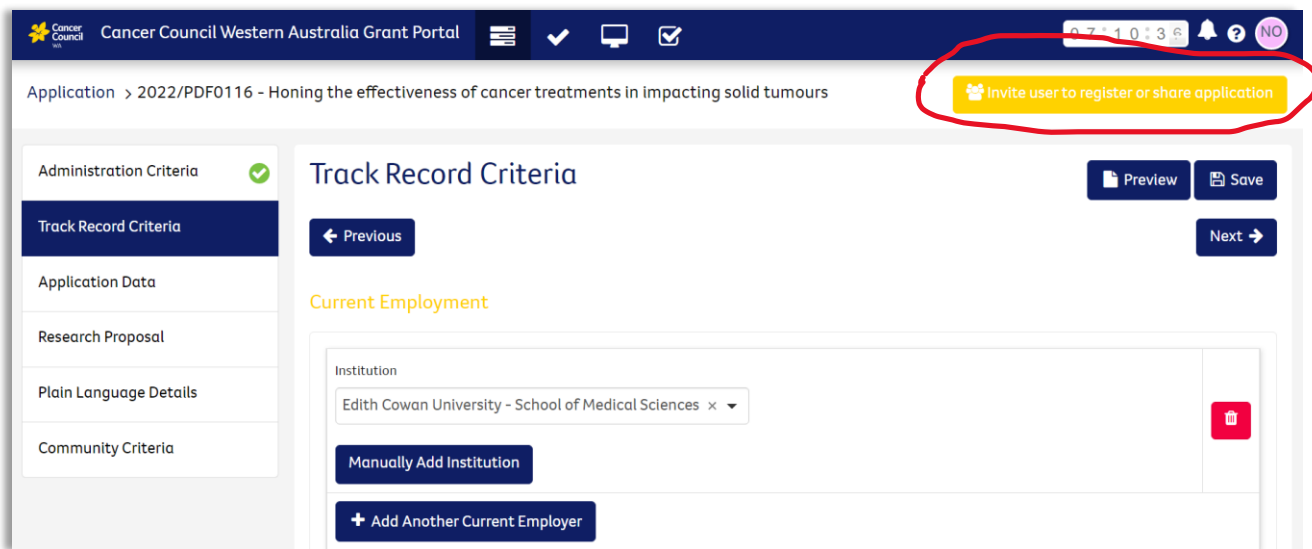 Cancer Council WA
Cancer Council Western Australia Grant Portal
07:10:36
NO
Application > 2022/PDF0116 - Honing the effectiveness of cancer treatments in impacting solid tumours
Invite user to register or share application
Administration Criteria
Track Record Criteria
Application Data
Research Proposal
Plain Language Details
Community Criteria
Track Record Criteria
Preview
Save
Previous
Next
Current Employment
Institution
Edith Cowan University - School of Medical Sciences ×
Manually Add Institution
+ Add Another Current Employer